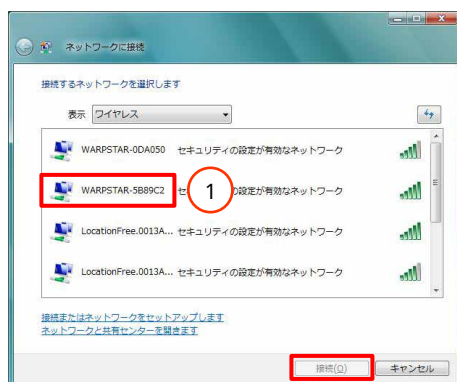 ネットワークに接続
接続するネットワークを選択します
表示 ワイヤレス
WARPSTAR-0DA050 セキュリティの設定が有効なネットワーク
WARPSTAR-5B89C2 セ 1 の設定が有効なネットワーク
LocationFree.0013A... セキュリティの設定が有効なネットワーク
LocationFree.0013A... セキュリティの設定が有効なネットワーク
接続またはネットワークをセットアップします
ネットワークと共有センターを開きます
接続(O) キャンセル